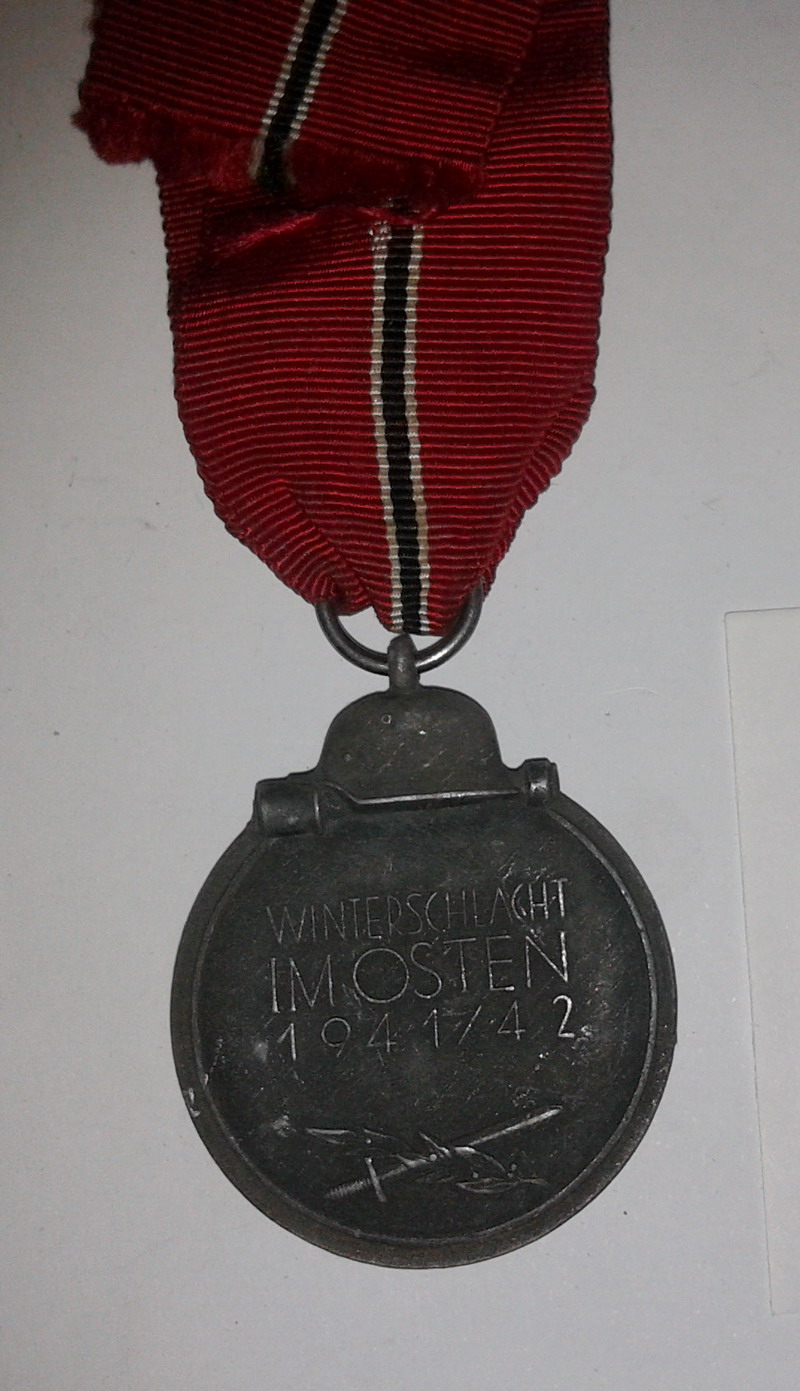 WINTERSCHLACHT
IM OSTEN
1941/42